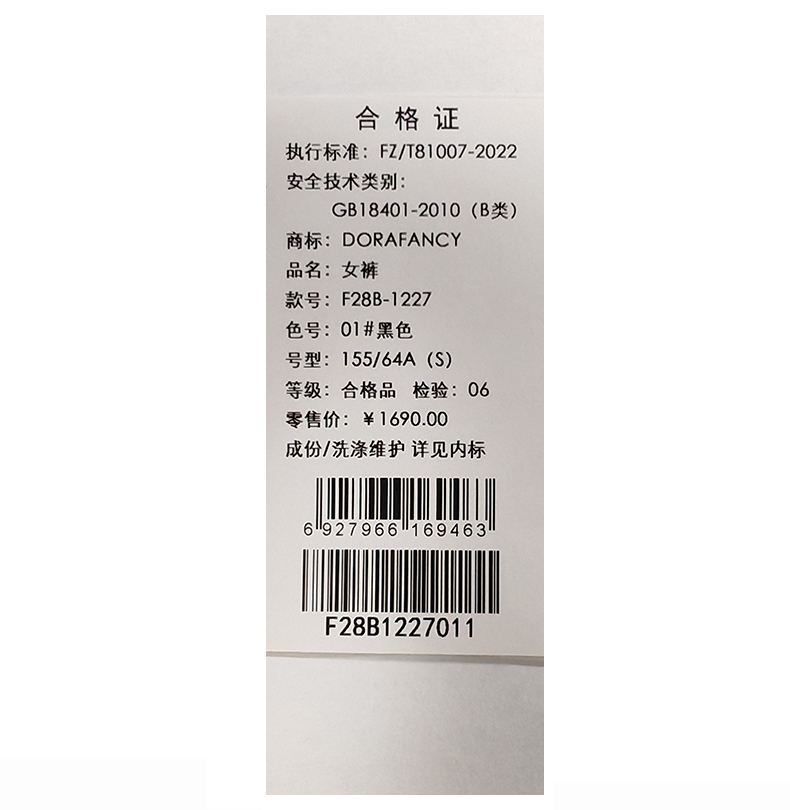 合格证
执行标准：FZ/T81007-2022
安全技术类别：
GB18401-2010（B类）
商标：DORAFANCY
品名：女裤
款号：F28B-1227
色号：01#黑色
号型：155/64A（S）
等级：合格品 检验：06
零售价：￥1690.00
成份/洗涤维护 详见内标
6 927966 169463
F28B1227011